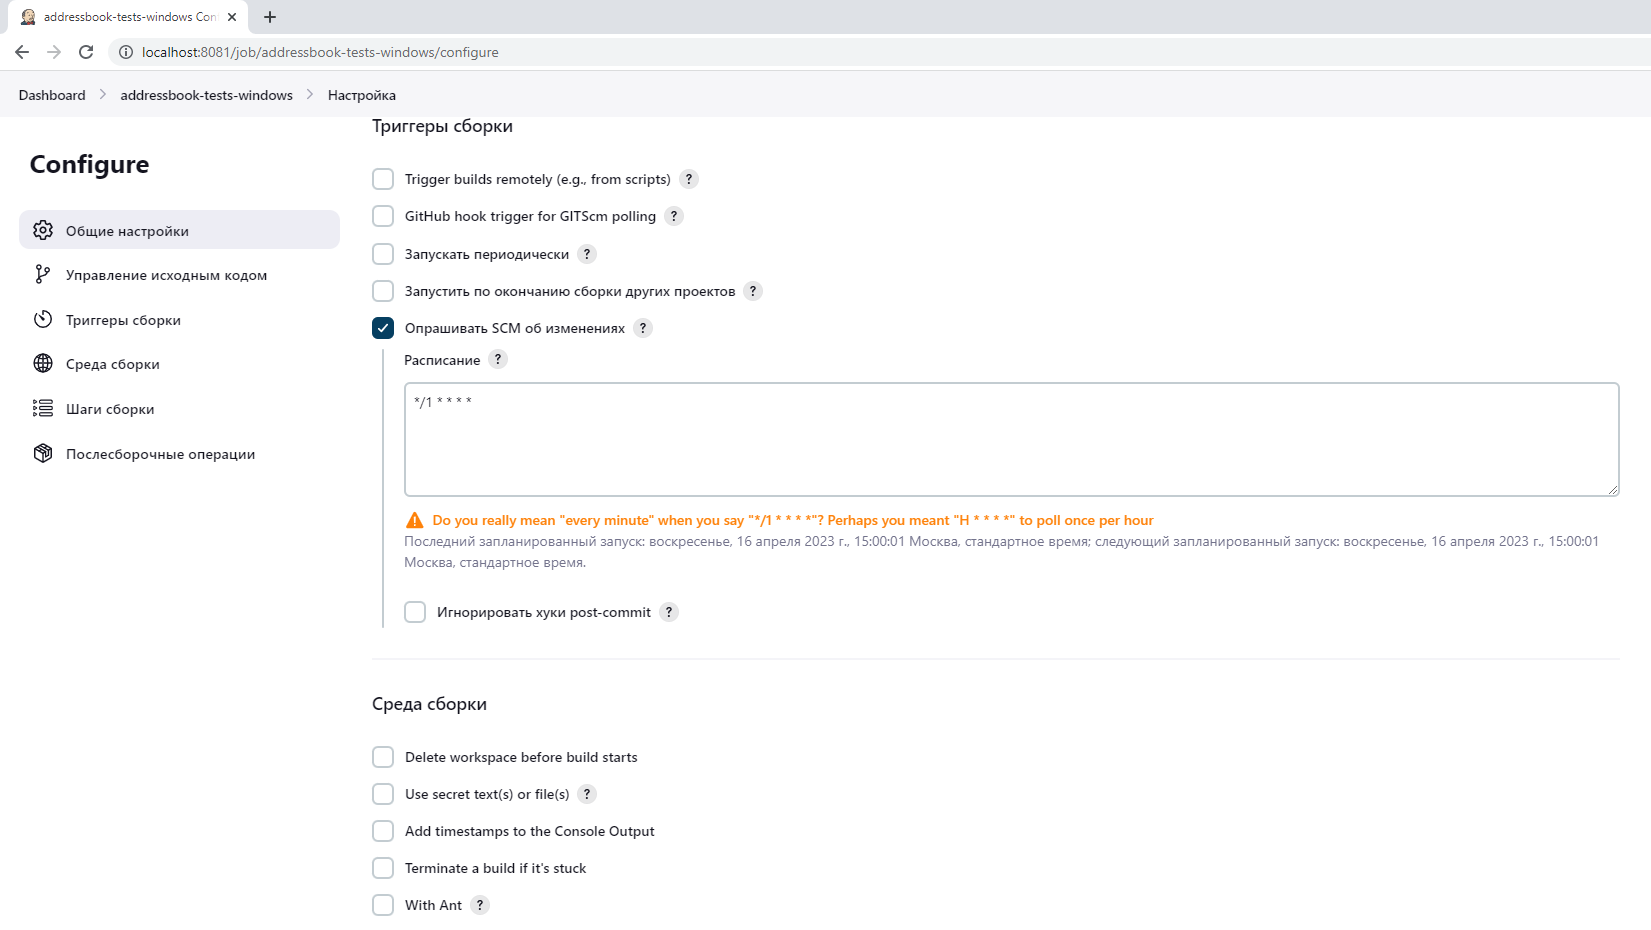 addressbook-tests-windows Con
localhost:8081/job/addressbook-tests-windows/configure
Dashboard > addressbook-tests-windows > Настройка
Configure
Общие настройки
Управление исходным кодом
Триггеры сборки
Среда сборки
Шаги сборки
Послесборочные операции
Триггеры сборки
Trigger builds remotely (e.g., from scripts) ?
GitHub hook trigger for GITScm polling ?
Запускать периодически ?
Запустить по окончанию сборки других проектов ?
Опрашивать SCM об изменениях ?
Расписание ?
*/1 * * * *
Do you really mean "every minute" when you say "*/1 * * * *"? Perhaps you meant "H * * * *" to poll once per hour
Последний запланированный запуск: воскресенье, 16 апреля 2023 г., 15:00:01 Москва, стандартное время; следующий запланированный запуск: воскресенье, 16 апреля 2023 г., 15:00:01
Москва, стандартное время.
Игнорировать хуки post-commit ?
Среда сборки
Delete workspace before build starts
Use secret text(s) or file(s) ?
Add timestamps to the Console Output
Terminate a build if it's stuck
With Ant ?